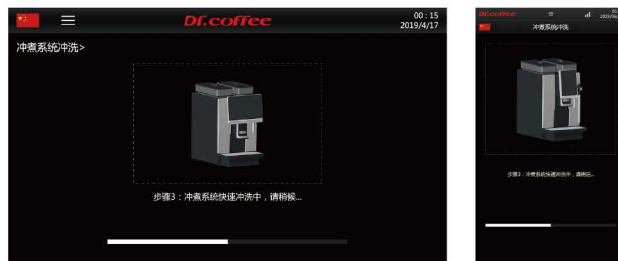 Dr.coffee
00 : 15
2019/4/17
冲煮系统冲洗>
步骤3：冲煮系统快速冲洗中，请稍候...
Dr.coffee
冲煮系统冲洗
步骤3：冲煮系统快速冲洗中，请稍候...